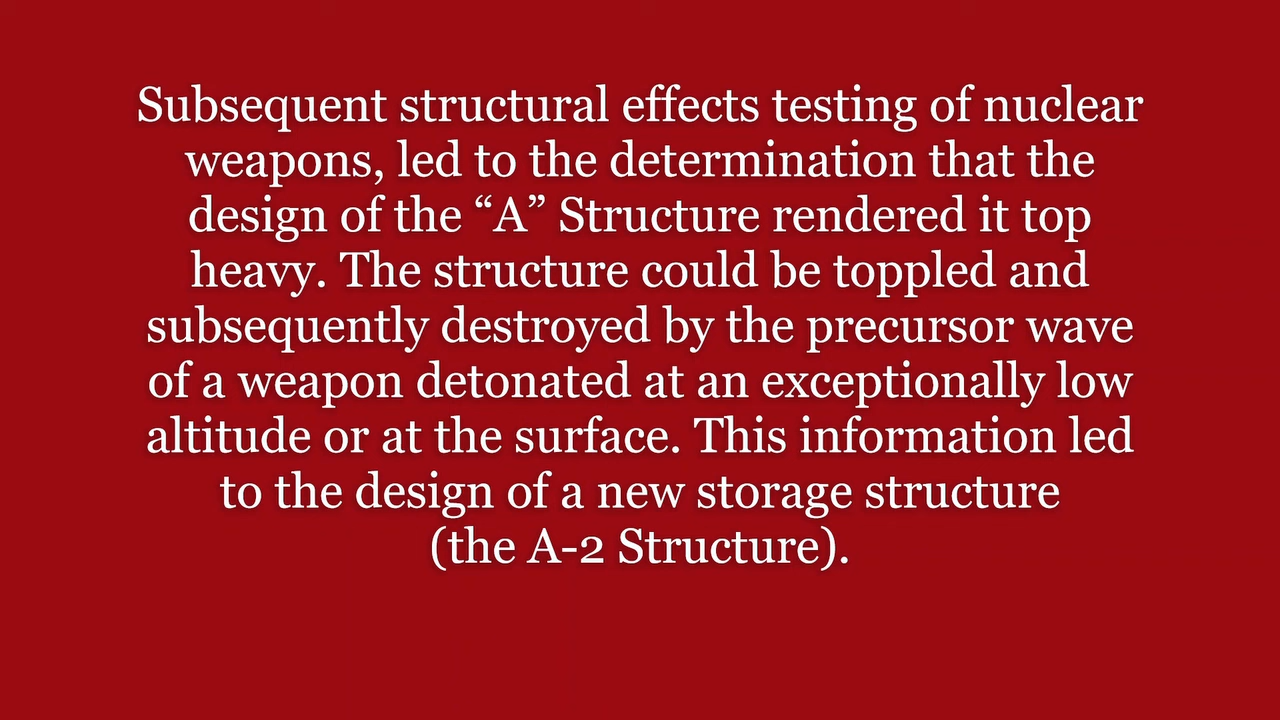 Subsequent structural effects testing of nuclear
weapons, led to the determination that the
design of the “A” Structure rendered it top
heavy. The structure could be toppled and
subsequently destroyed by the precursor wave
of a weapon detonated at an exceptionally low
altitude or at the surface. This information led
to the design of a new storage structure
(the A-2 Structure).